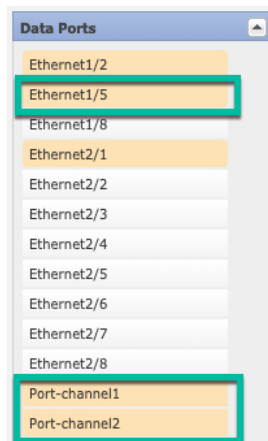 Data Ports
Ethernet1/2
Ethernet1/5
Ethernet1/8
Ethernet2/1
Ethernet2/2
Ethernet2/3
Ethernet2/4
Ethernet2/5
Ethernet2/6
Ethernet2/7
Ethernet2/8
Port-channel1
Port-channel2